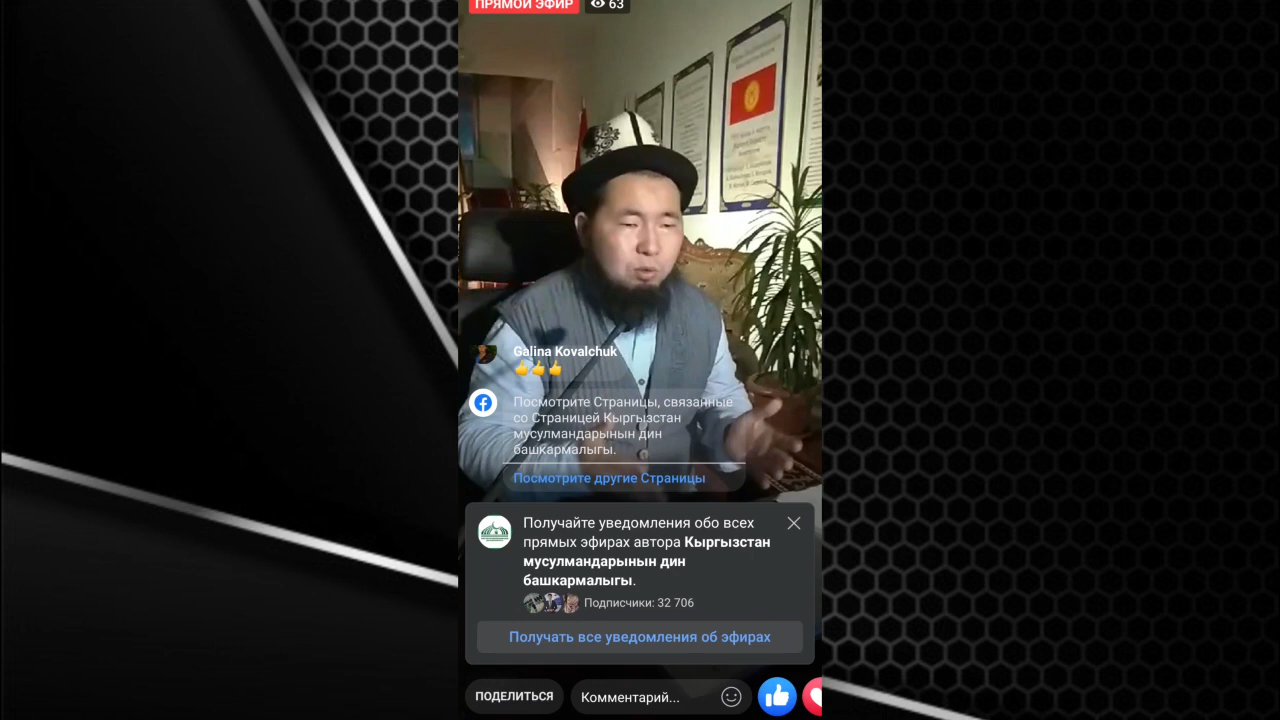 ПРЯМОЙ ЭФИР 63
Galina Kovalchuk
👍👍👍
Посмотрите Страницы, связанные
со Страницей Кыргызстан
мусулмандарынын дин
башкармалыгы.
Посмотрите другие Страницы
Получайте уведомления обо всех
прямых эфирах автора Кыргызстан
мусулмандарынын дин
башкармалыгы.
Подписчики: 32 706
Получать все уведомления об эфирах
ПОДЕЛИТЬСЯ
Комментарий...